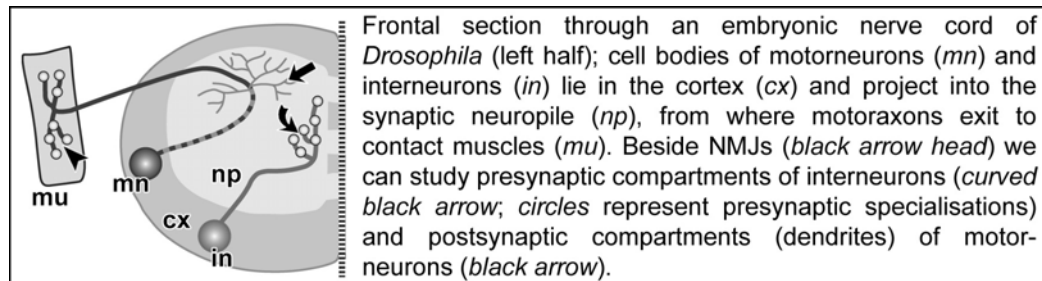 Frontal section through an embryonic nerve cord of
Drosophila (left half); cell bodies of motorneurons (mn) and
interneurons (in) lie in the cortex (cx) and project into the
synaptic neuropile (np), from where motoraxons exit to
contact muscles (mu). Beside NMJs (black arrow head) we
can study presynaptic compartments of interneurons (curved
black arrow; circles represent presynaptic specialisations)
and postsynaptic compartments (dendrites) of motor-
neurons (black arrow).
mu
mn
np
cx
in